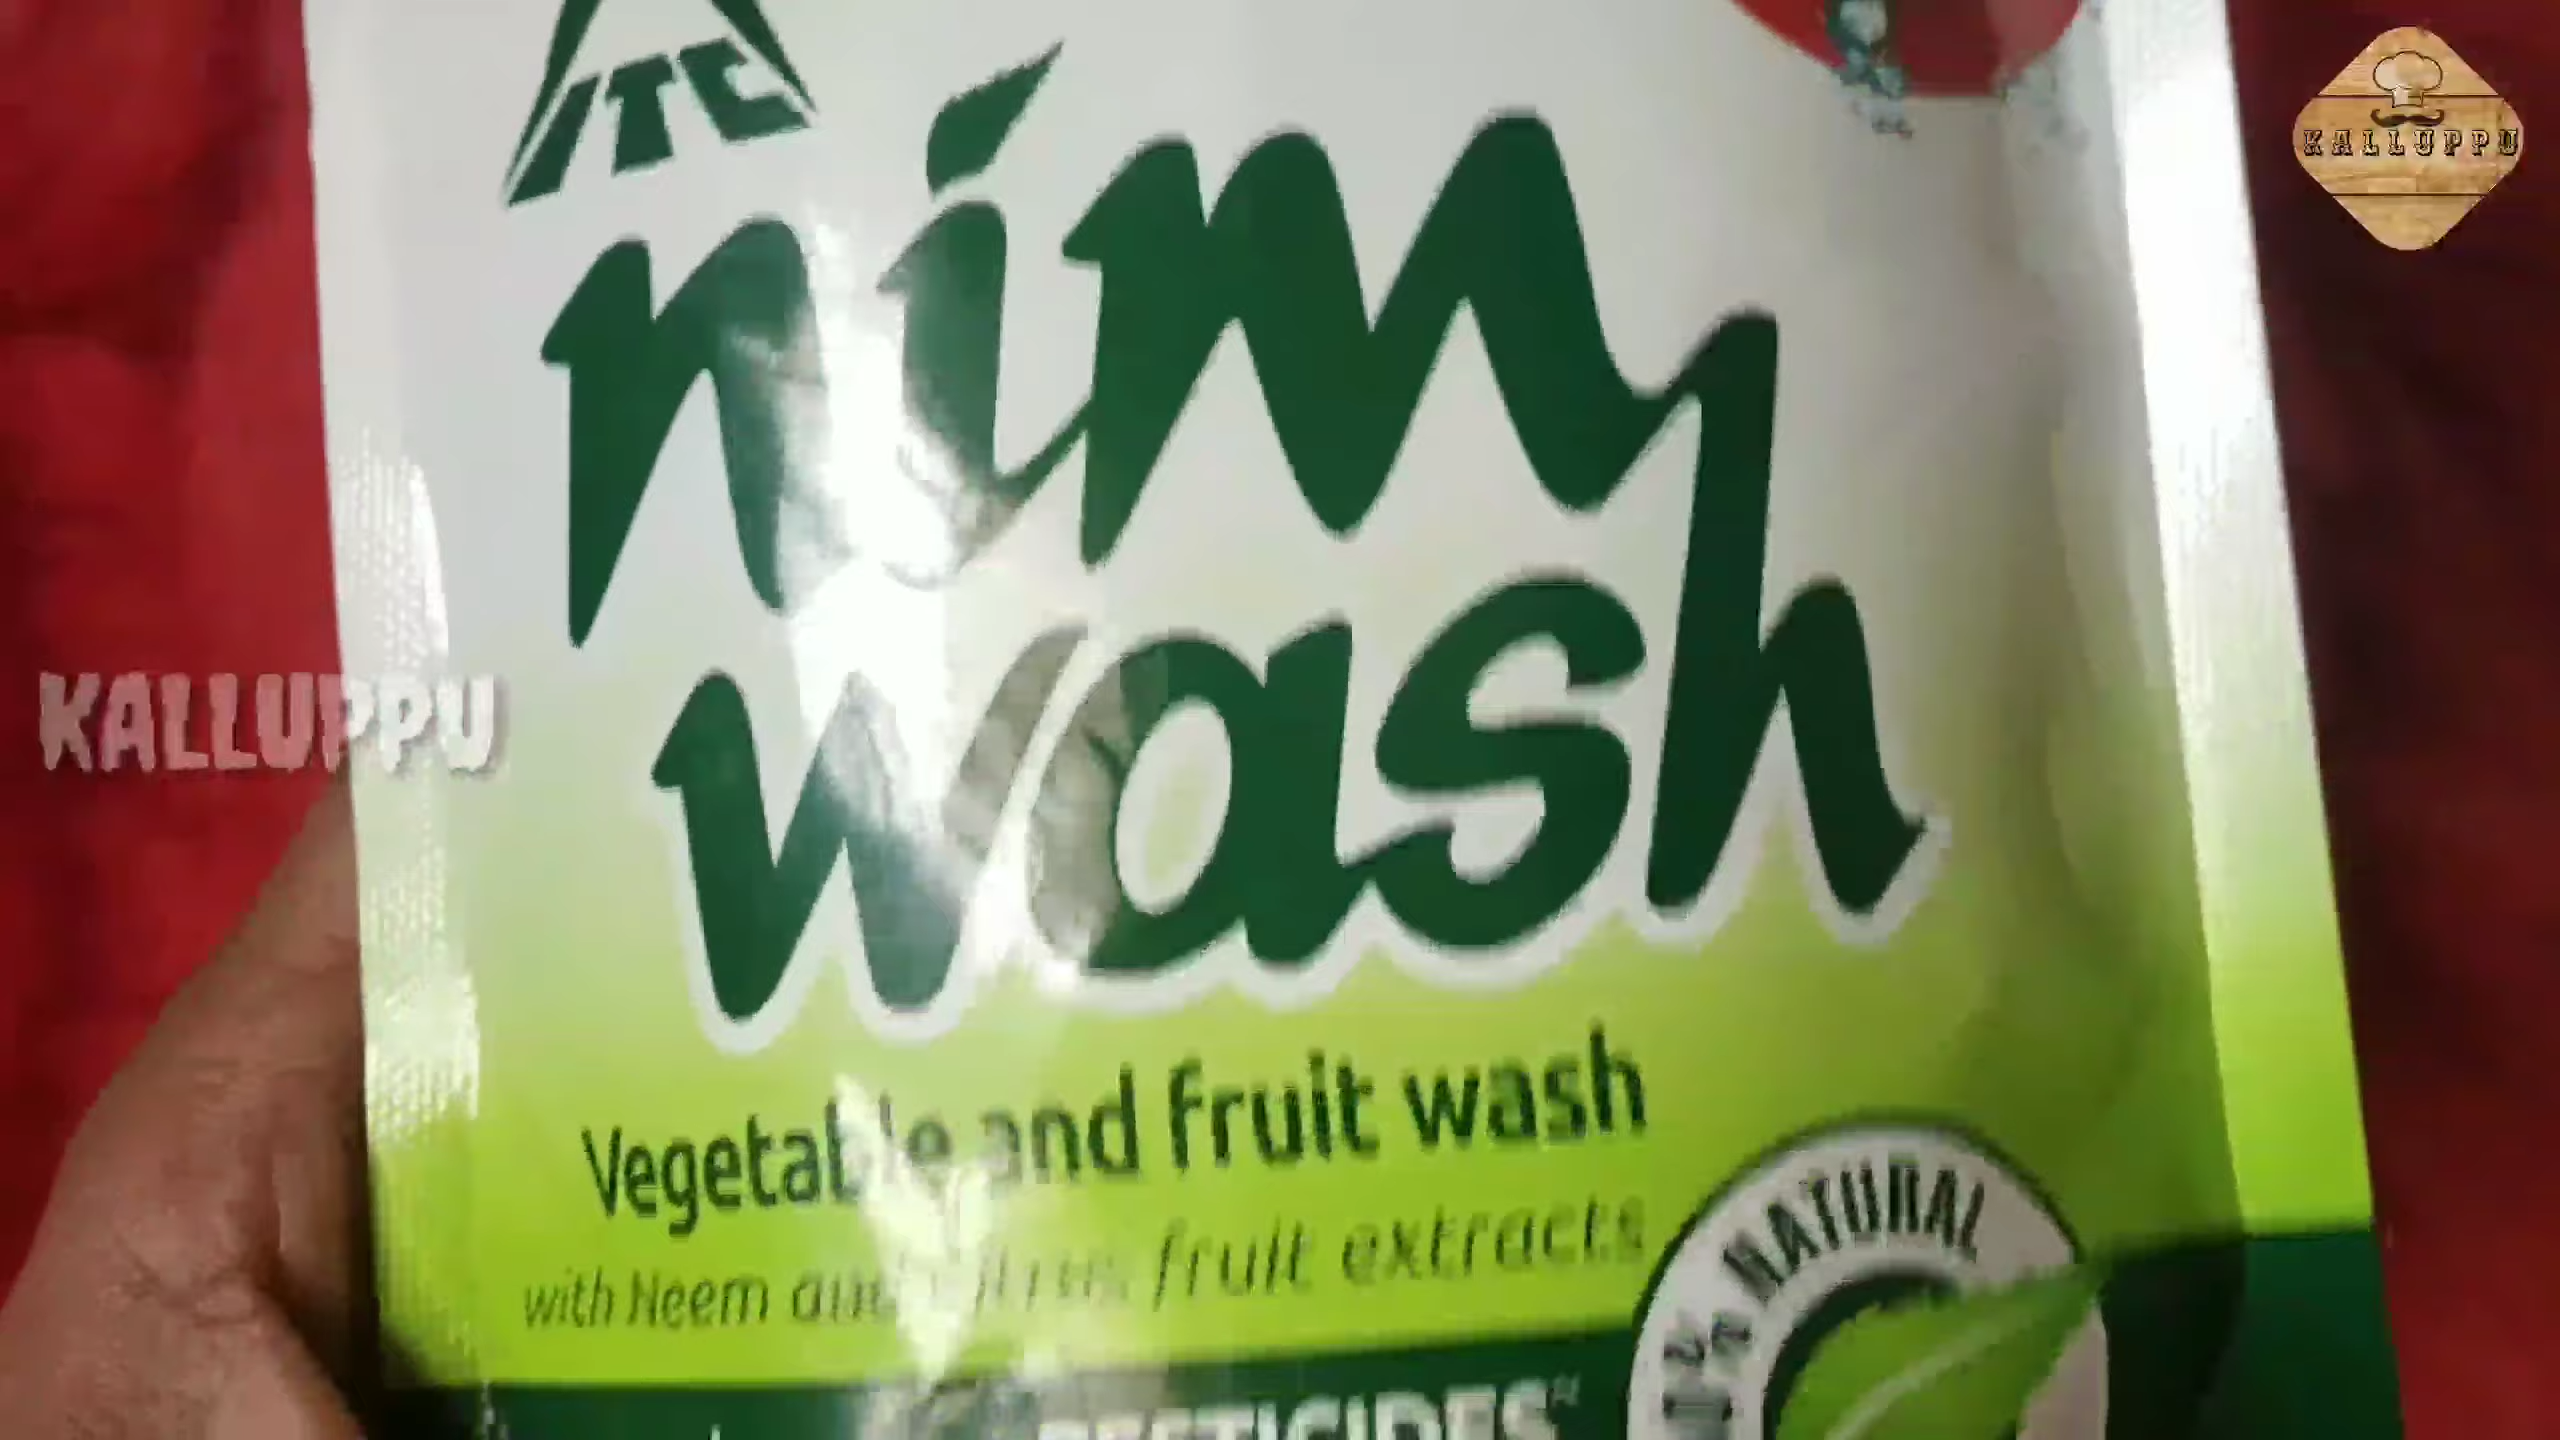 ITC
KALLUPPU
nim
wash
KALLUPPU
Vegetable and fruit wash
with Neem and fruit extracts
NATURAL
PESTICIDES